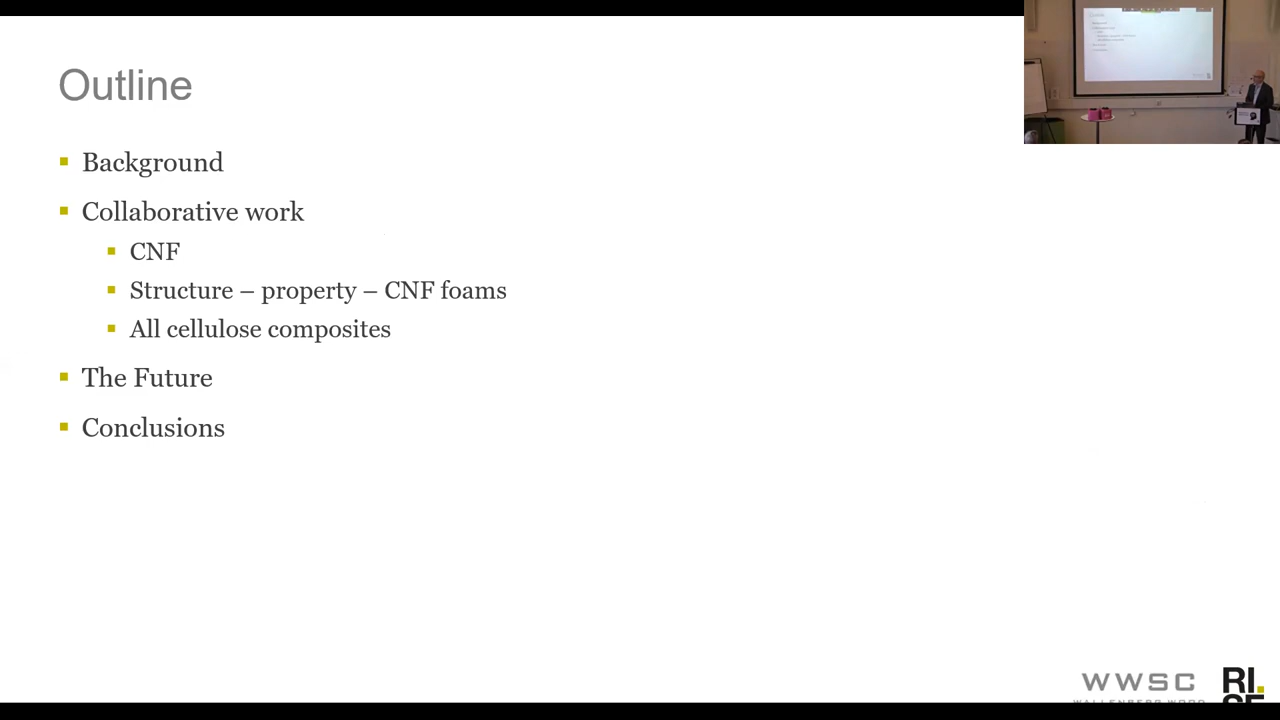 Outline
Background
Collaborative work
CNF
Structure – property – CNF foams
All cellulose composites
The Future
Conclusions
WWSC
WALLENBERG WOOD
RI.
SE